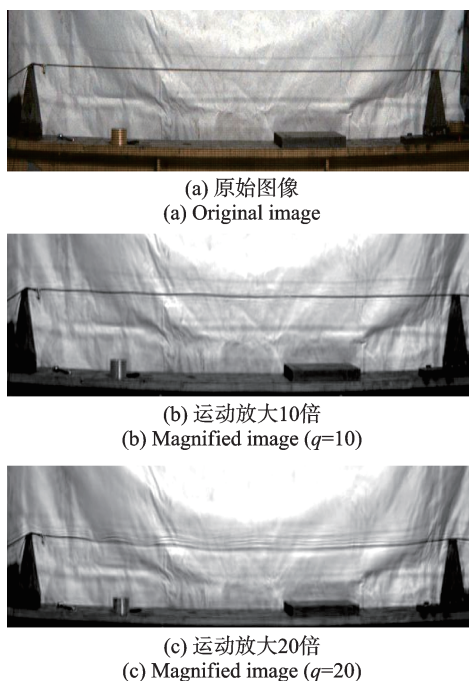 (a) 原始图像
(a) Original image
(b) 运动放大10倍
(b) Magnified image (q=10)
(c) 运动放大20倍
(c) Magnified image (q=20)